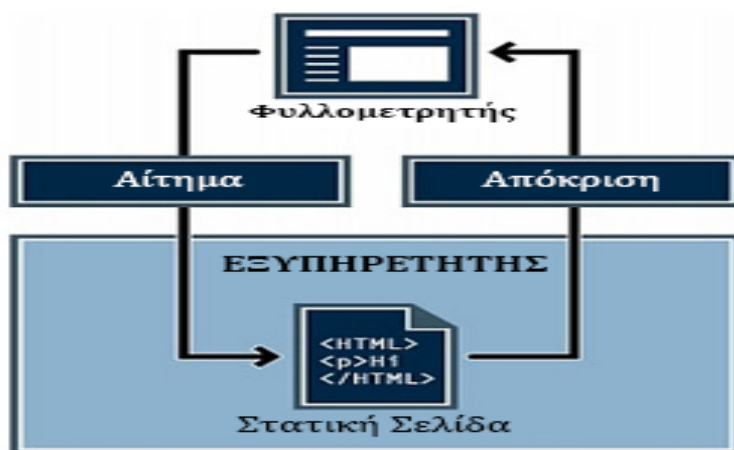 Φυλλομετρητής
Αίτημα
Απόκριση
ΕΞΥΠΗΡΕΤΗΤΗΣ
<HTML>
<p>Hi
</HTML>
Στατική Σελίδα